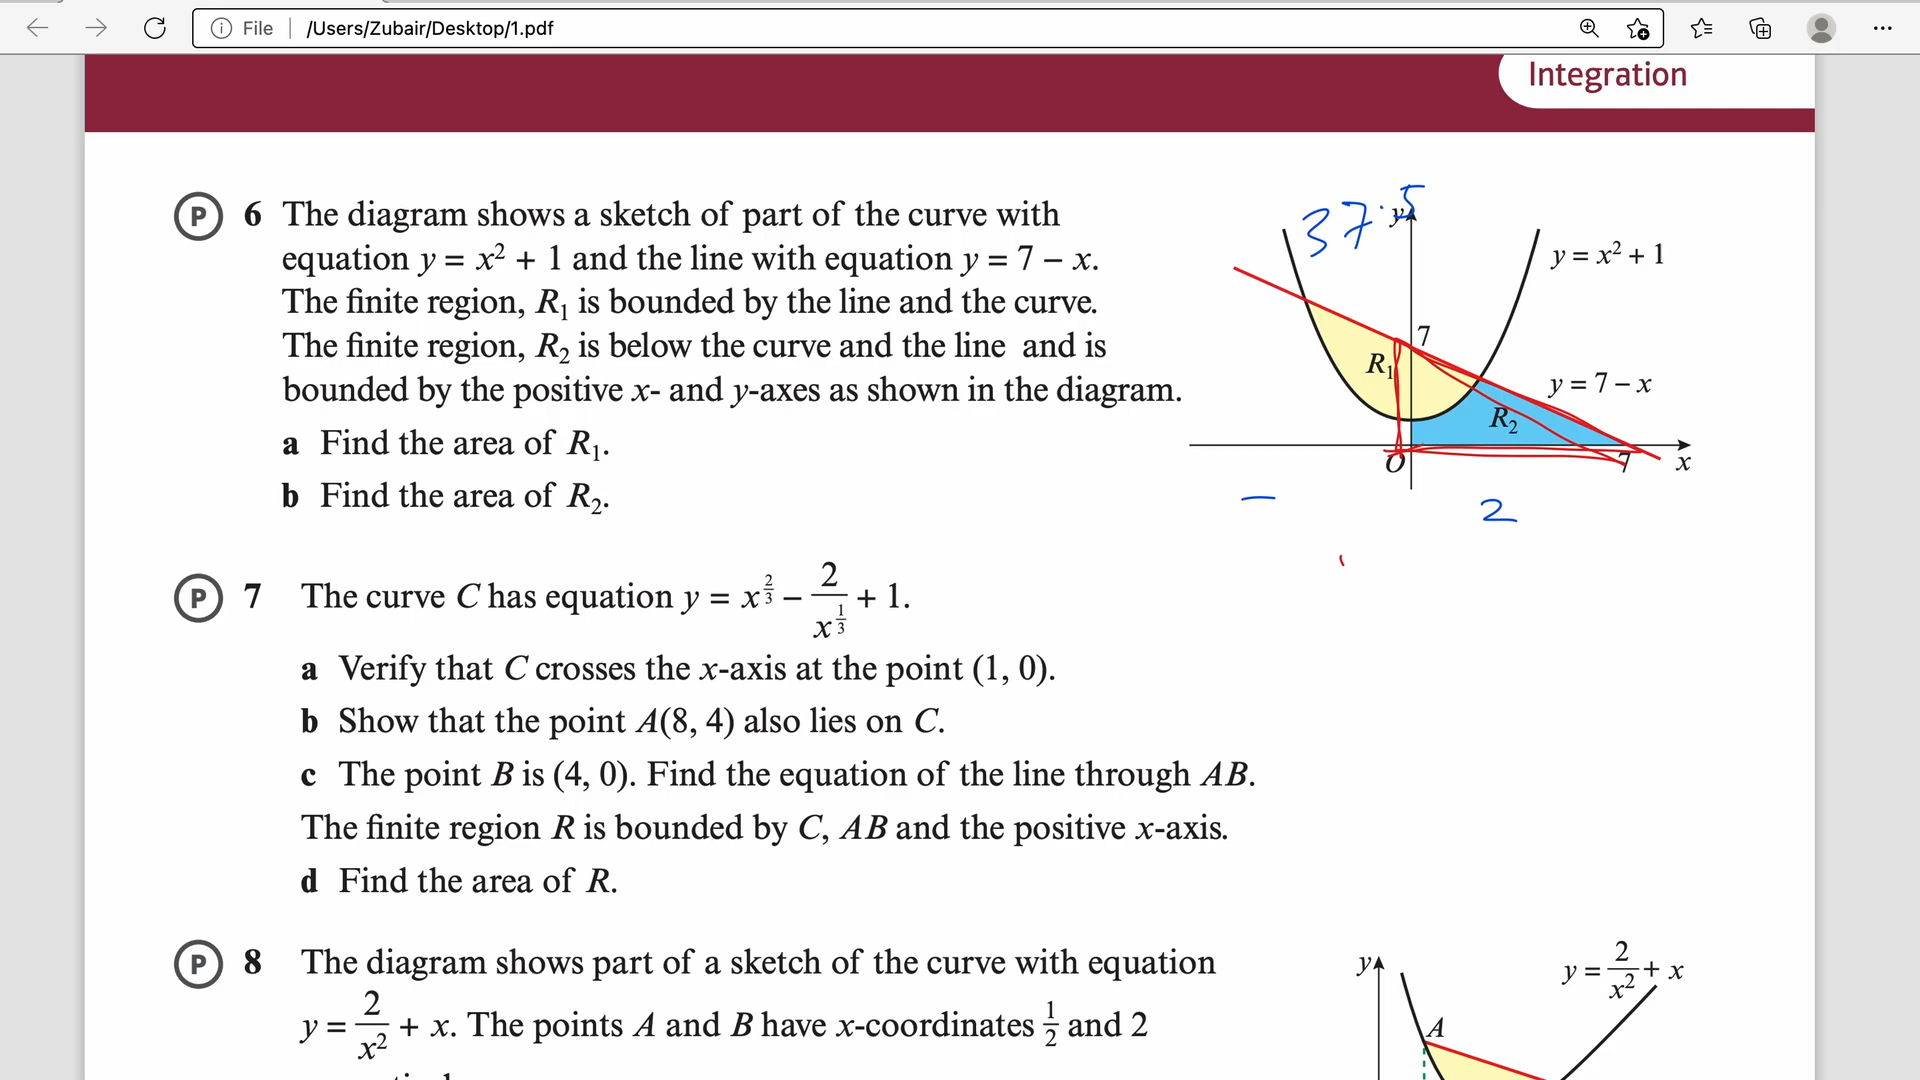 File | /Users/Zubair/Desktop/1.pdf
Integration
P 6 The diagram shows a sketch of part of the curve with
equation y = x² + 1 and the line with equation y = 7 – x.
The finite region, R₁ is bounded by the line and the curve.
The finite region, R₂ is below the curve and the line and is
bounded by the positive x- and y-axes as shown in the diagram.
a Find the area of R₁.
b Find the area of R₂.
37.5
y
y = x² + 1
7
R₁
y = 7 – x
R₂
O
7
x
–
2
P 7 The curve C has equation y = x^(2/3) – 2/x^(1/3) + 1.
a Verify that C crosses the x-axis at the point (1, 0).
b Show that the point A(8, 4) also lies on C.
c The point B is (4, 0). Find the equation of the line through AB.
The finite region R is bounded by C, AB and the positive x-axis.
d Find the area of R.
P 8 The diagram shows part of a sketch of the curve with equation
y = 2/x² + x. The points A and B have x-coordinates 1/2 and 2
y
y = 2/x² + x
A